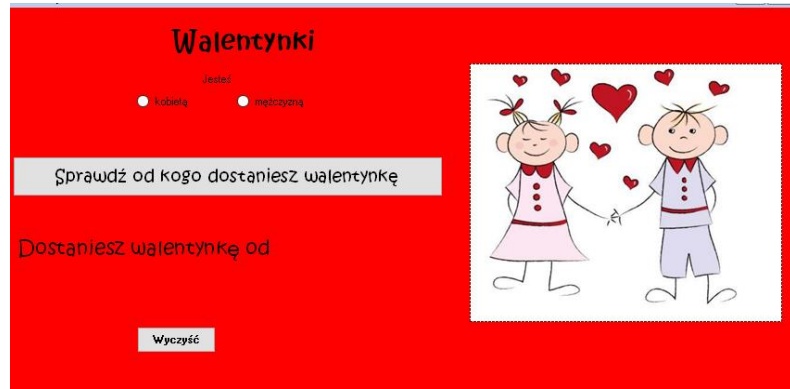 Walentynki
Jesteś
kobietą mężczyzną
Sprawdź od kogo dostaniesz walentynkę
Dostaniesz walentynkę od
Wyczyść